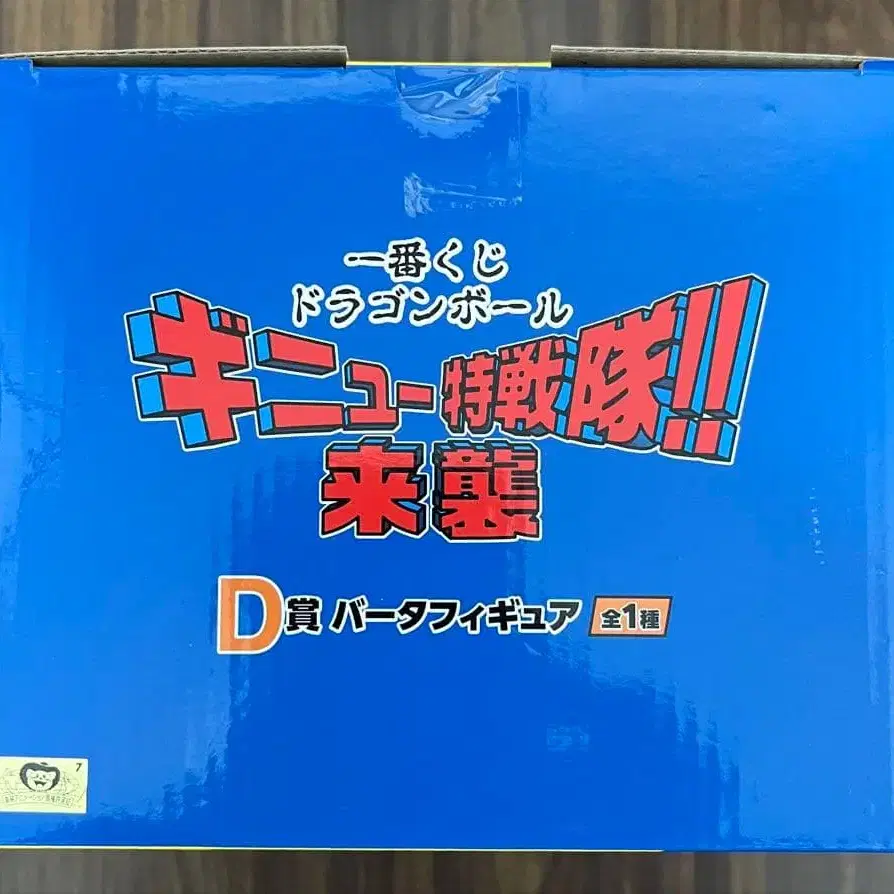 一番くじ
ドラゴンボール
ギニュー特戦隊!!
来襲
D賞 バータフィギュア 全1種
7